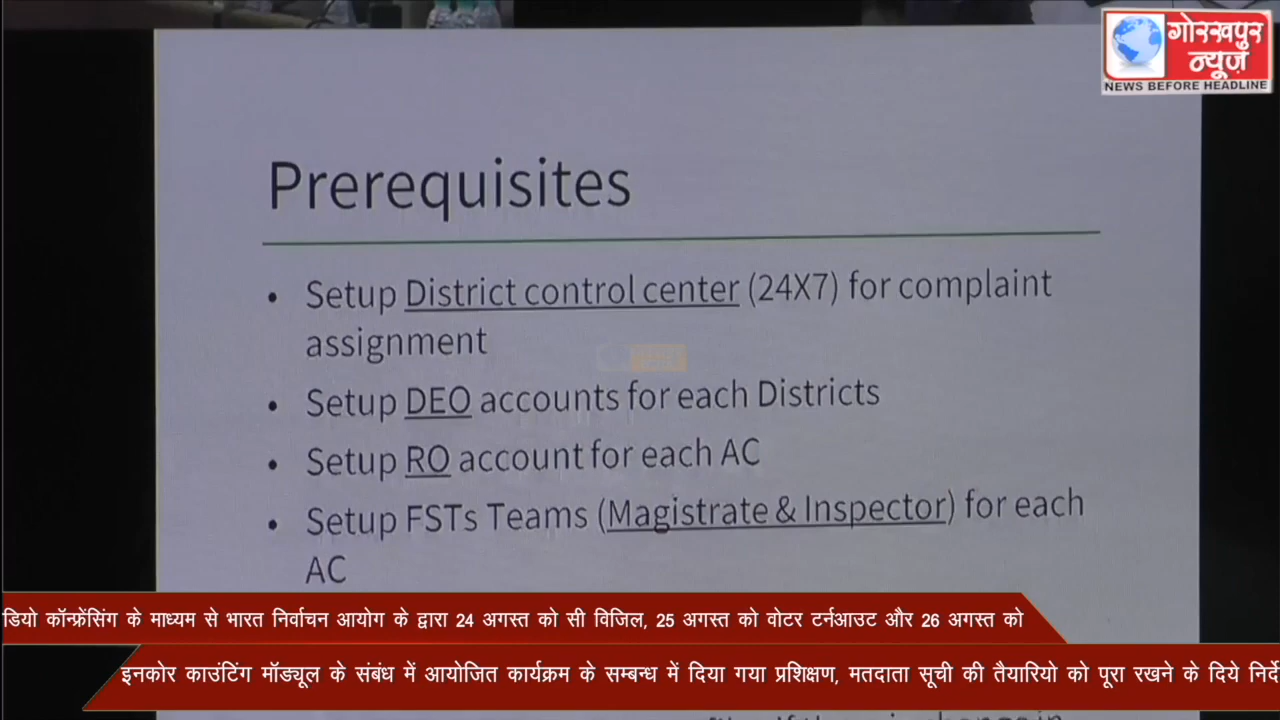 गोरखपुर
न्यूज़
NEWS BEFORE HEADLINE
Prerequisites
• Setup District control center (24X7) for complaint
assignment
• Setup DEO accounts for each Districts
• Setup RO account for each AC
• Setup FSTs Teams (Magistrate & Inspector) for each
AC
डियो कॉन्फ्रेंसिंग के माध्यम से भारत निर्वाचन आयोग के द्वारा 24 अगस्त को सी विजिल, 25 अगस्त को वोटर टर्नआउट और 26 अगस्त को
इनकोर काउंटिंग मॉड्यूल के संबंध में आयोजित कार्यक्रम के सम्बन्ध में दिया गया प्रशिक्षण, मतदाता सूची की तैयारियो को पूरा रखने के दिये निर्दे